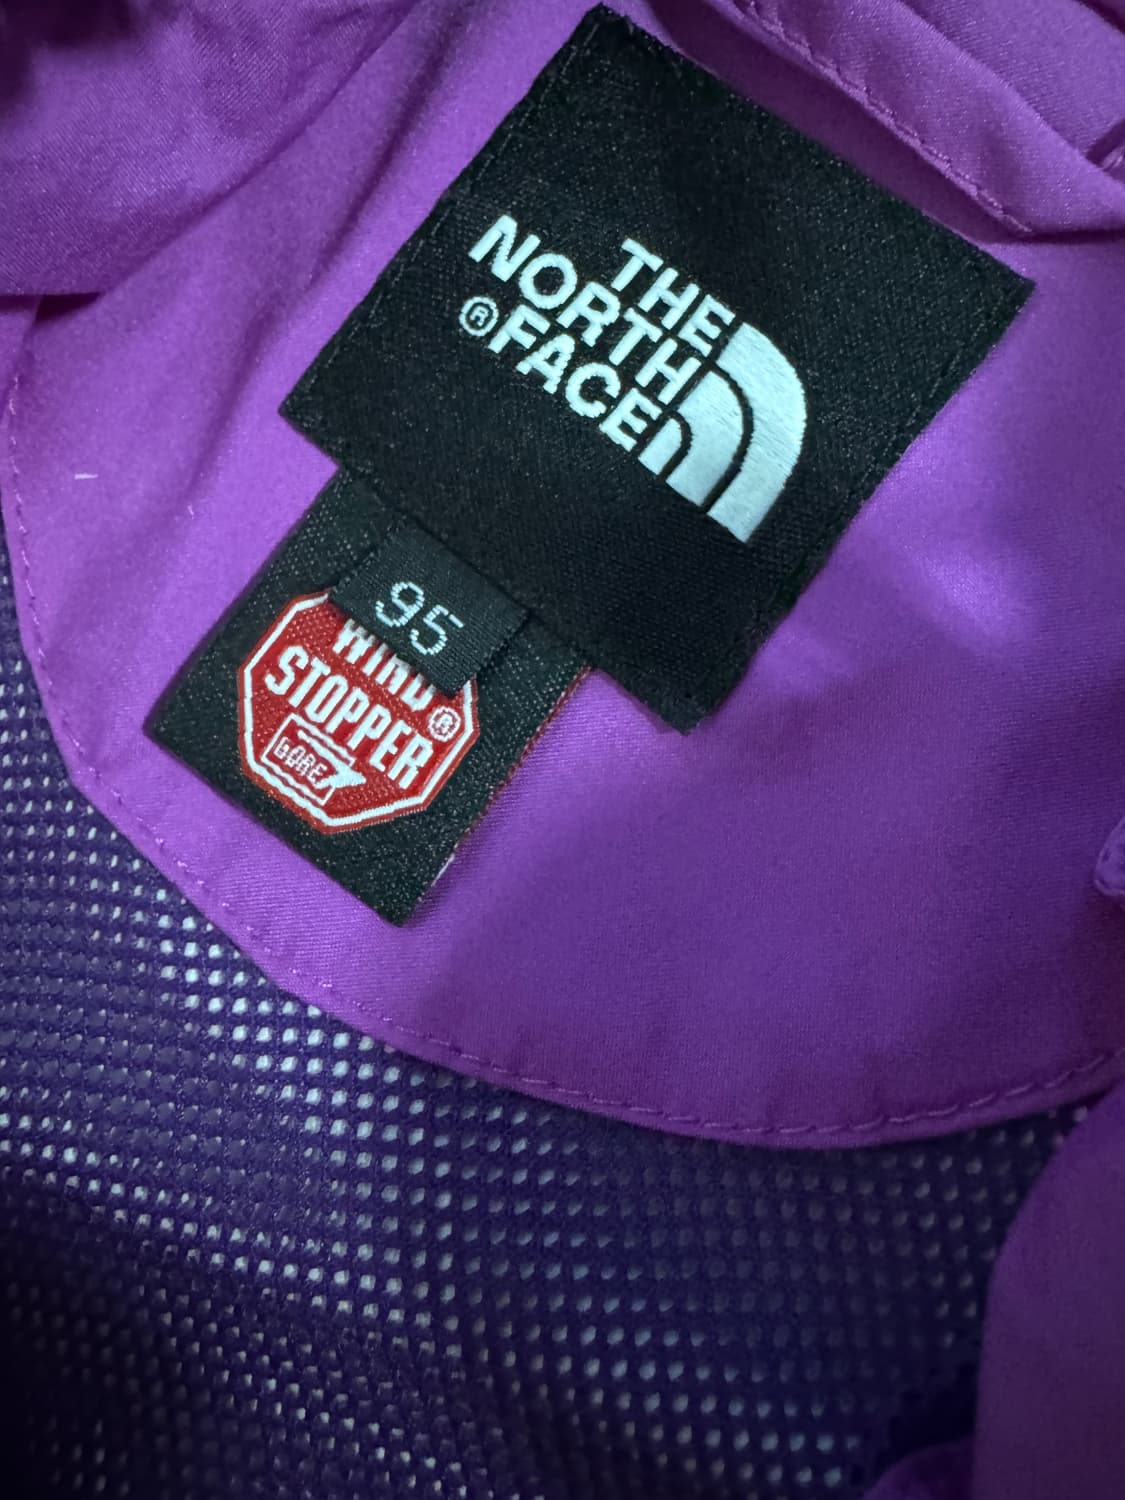 THE
NORTH
FACE®
95
WIND
STOPPER®
GORE